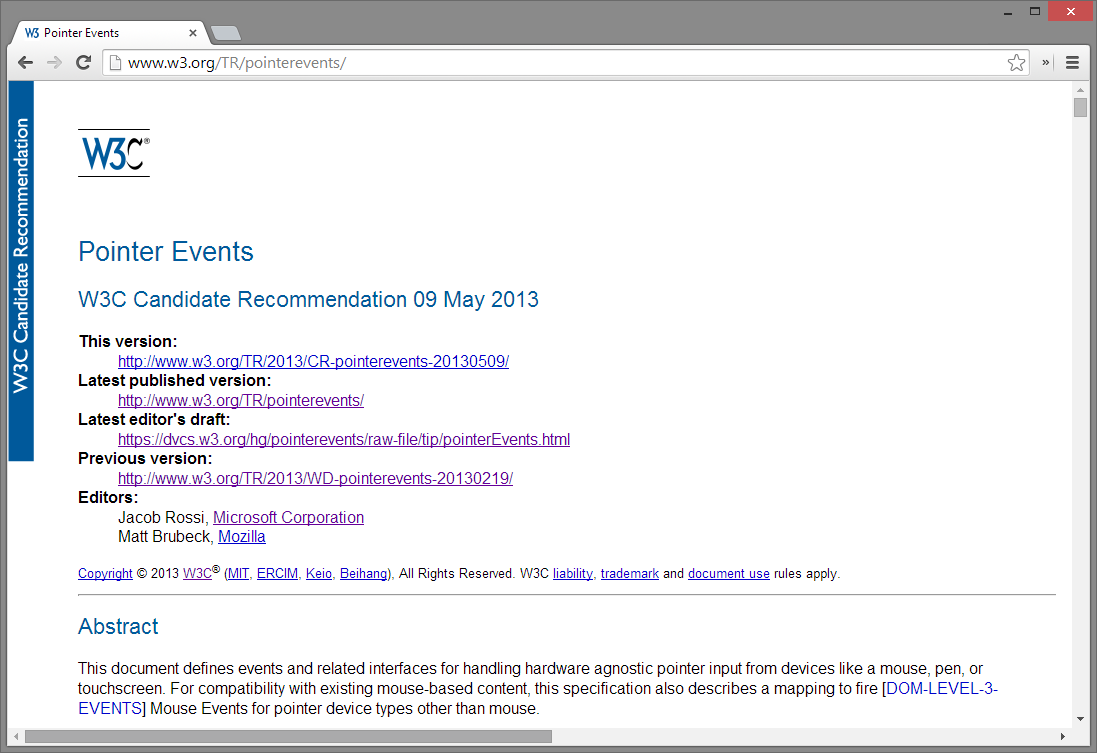 W3 Pointer Events
www.w3.org/TR/pointerevents/
W3C Candidate Recommendation
W3C®
Pointer Events
W3C Candidate Recommendation 09 May 2013
This version:
http://www.w3.org/TR/2013/CR-pointerevents-20130509/
Latest published version:
http://www.w3.org/TR/pointerevents/
Latest editor's draft:
https://dvcs.w3.org/hg/pointerevents/raw-file/tip/pointerEvents.html
Previous version:
http://www.w3.org/TR/2013/WD-pointerevents-20130219/
Editors:
Jacob Rossi, Microsoft Corporation
Matt Brubeck, Mozilla
Copyright © 2013 W3C® (MIT, ERCIM, Keio, Beihang), All Rights Reserved. W3C liability, trademark and document use rules apply.
Abstract
This document defines events and related interfaces for handling hardware agnostic pointer input from devices like a mouse, pen, or
touchscreen. For compatibility with existing mouse-based content, this specification also describes a mapping to fire [DOM-LEVEL-3-
EVENTS] Mouse Events for pointer device types other than mouse.